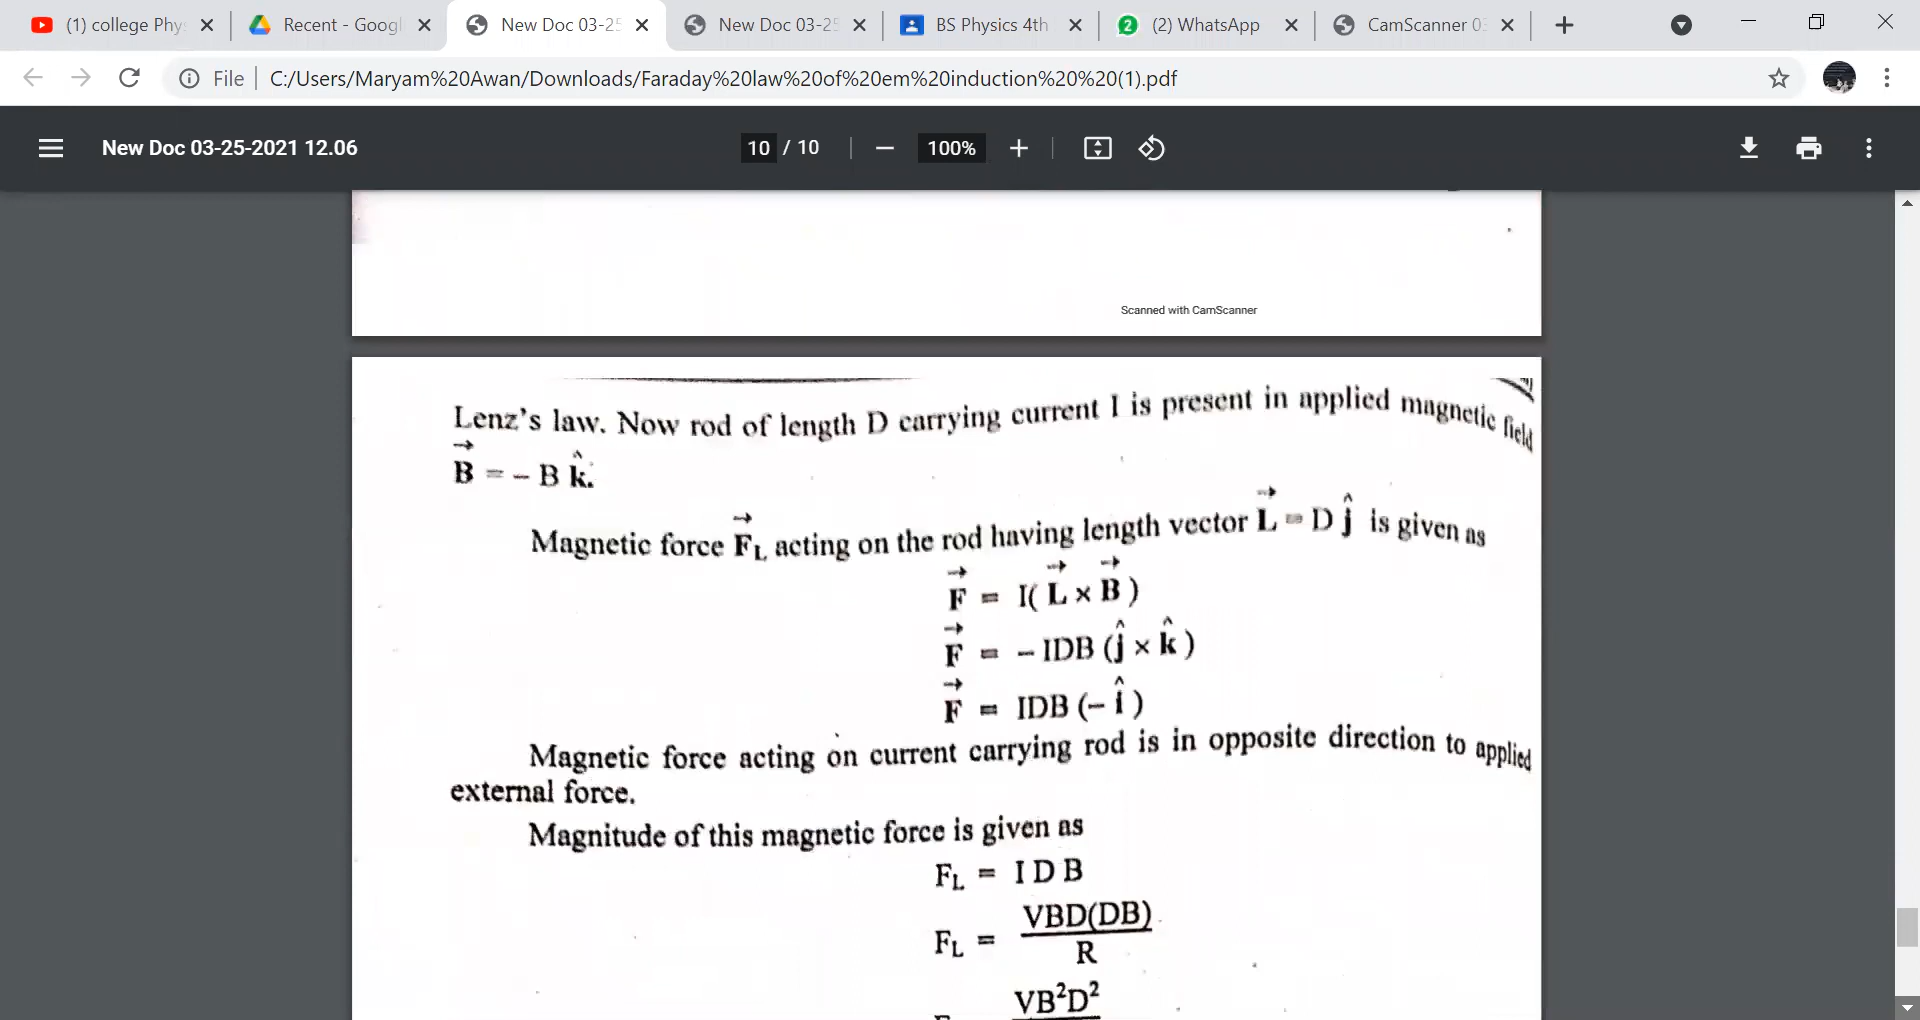 (1) college Phy
Recent - Googl
New Doc 03-25
New Doc 03-25
BS Physics 4th
2
(2) WhatsApp
CamScanner 0
File
C:/Users/Maryam%20Awan/Downloads/Faraday%20law%20of%20em%20induction%20%20(1).pdf
New Doc 03-25-2021 12.06
10 / 10
− 100% +
Scanned with CamScanner
Lenz's law. Now rod of length D carrying current I is present in applied magnetic field
B⃗ = − B k̂.
Magnetic force F⃗L acting on the rod having length vector L⃗ = D ĵ is given as
F⃗ = I( L⃗ × B⃗ )
F⃗ = − IDB (ĵ × k̂ )
F⃗ = IDB (− î )
Magnetic force acting on current carrying rod is in opposite direction to applied
external force.
Magnitude of this magnetic force is given as
FL = I D B
FL = VBD(DB)
R
VB²D²